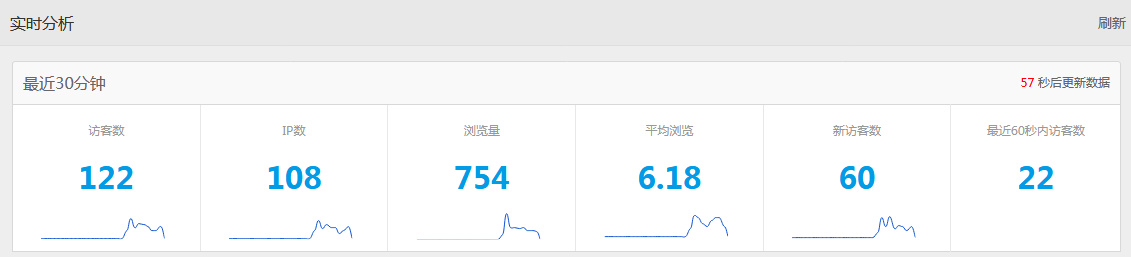 实时分析
刷新
最近30分钟
57 秒后更新数据
访客数
IP数
浏览量
平均浏览
新访客数
最近60秒内访客数
122
108
754
6.18
60
22